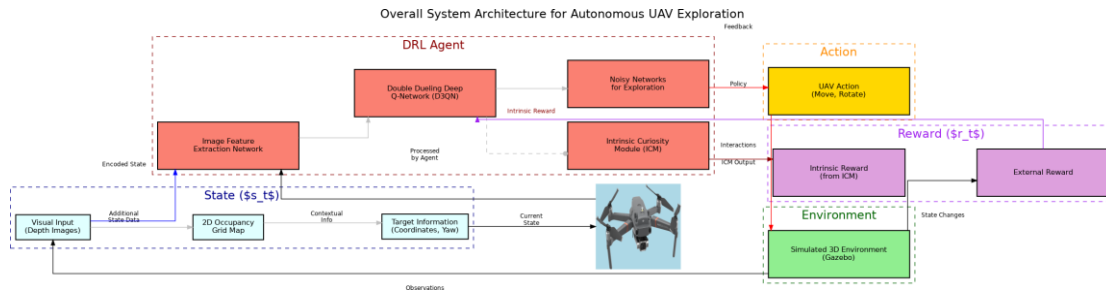 Overall System Architecture for Autonomous UAV Exploration
Feedback
DRL Agent
Action
Double Dueling Deep
Q-Network (D3QN)
Noisy Networks
for Exploration
Policy
UAV Action
(Move, Rotate)
Intrinsic Reward
Image Feature
Extraction Network
Processed
by Agent
Intrinsic Curiosity
Module (ICM)
Interactions
ICM Output
Reward ($r_t$)
Intrinsic Reward
(from ICM)
External Reward
Encoded State
State ($s_t$)
Visual Input
(Depth Images)
Additional
State Data
2D Occupancy
Grid Map
Contextual
Info
Target Information
(Coordinates, Yaw)
Current
State
Environment
State Changes
Simulated 3D Environment
(Gazebo)
Observations